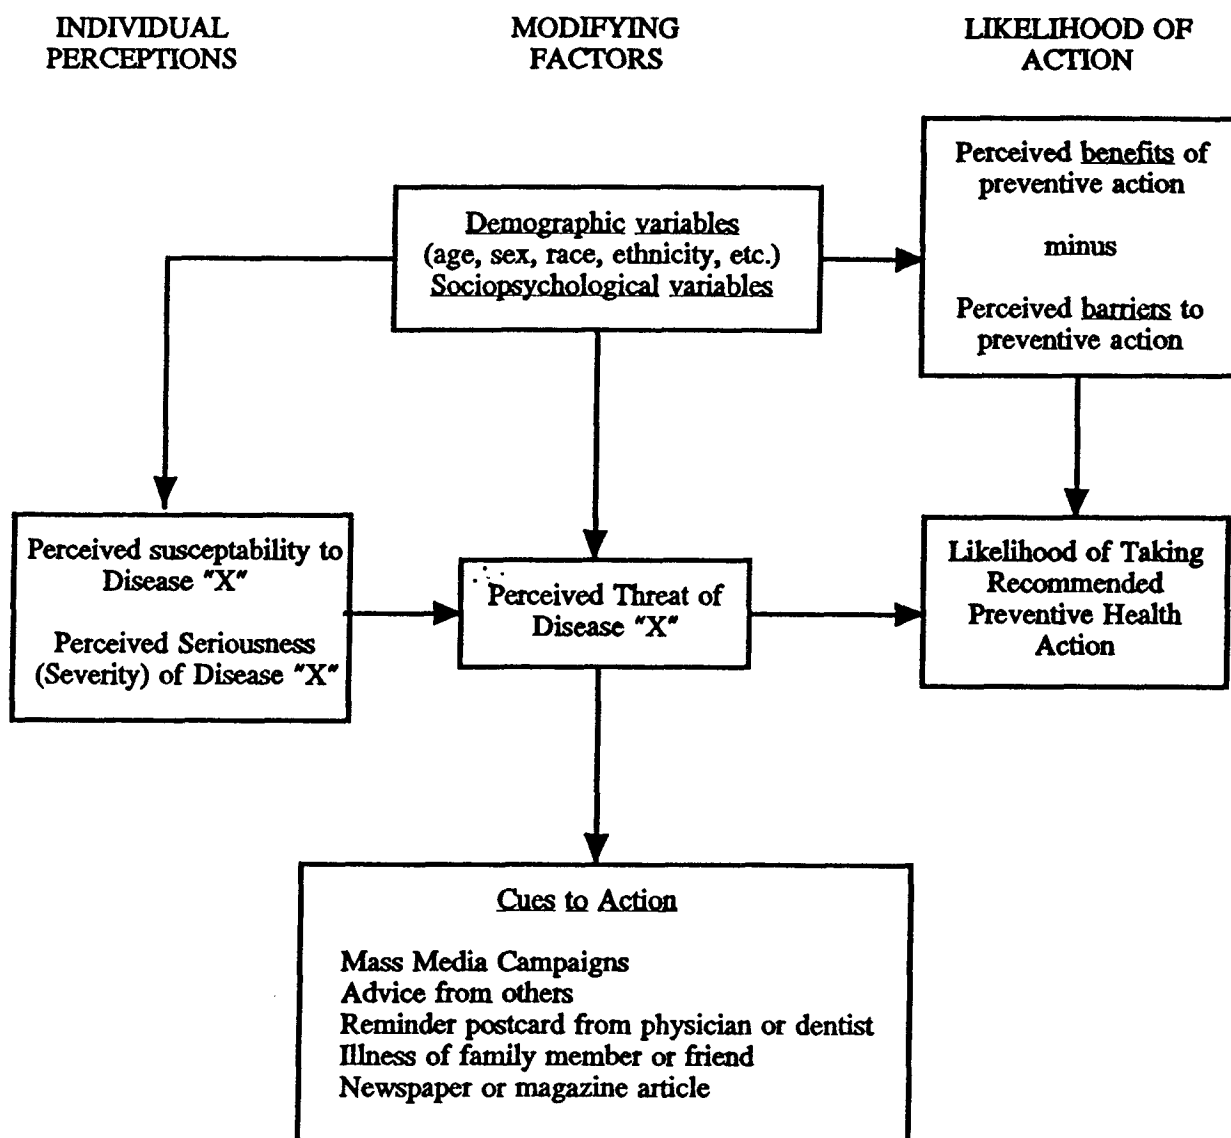 INDIVIDUAL
PERCEPTIONS
MODIFYING
FACTORS
LIKELIHOOD OF
ACTION
Perceived benefits of
preventive action
minus
Perceived barriers to
preventive action
Demographic variables
(age, sex, race, ethnicity, etc.)
Sociopsychological variables
Perceived susceptability to
Disease "X"
Perceived Seriousness
(Severity) of Disease "X"
Perceived Threat of
Disease "X"
Likelihood of Taking
Recommended
Preventive Health
Action
Cues to Action
Mass Media Campaigns
Advice from others
Reminder postcard from physician or dentist
Illness of family member or friend
Newspaper or magazine article